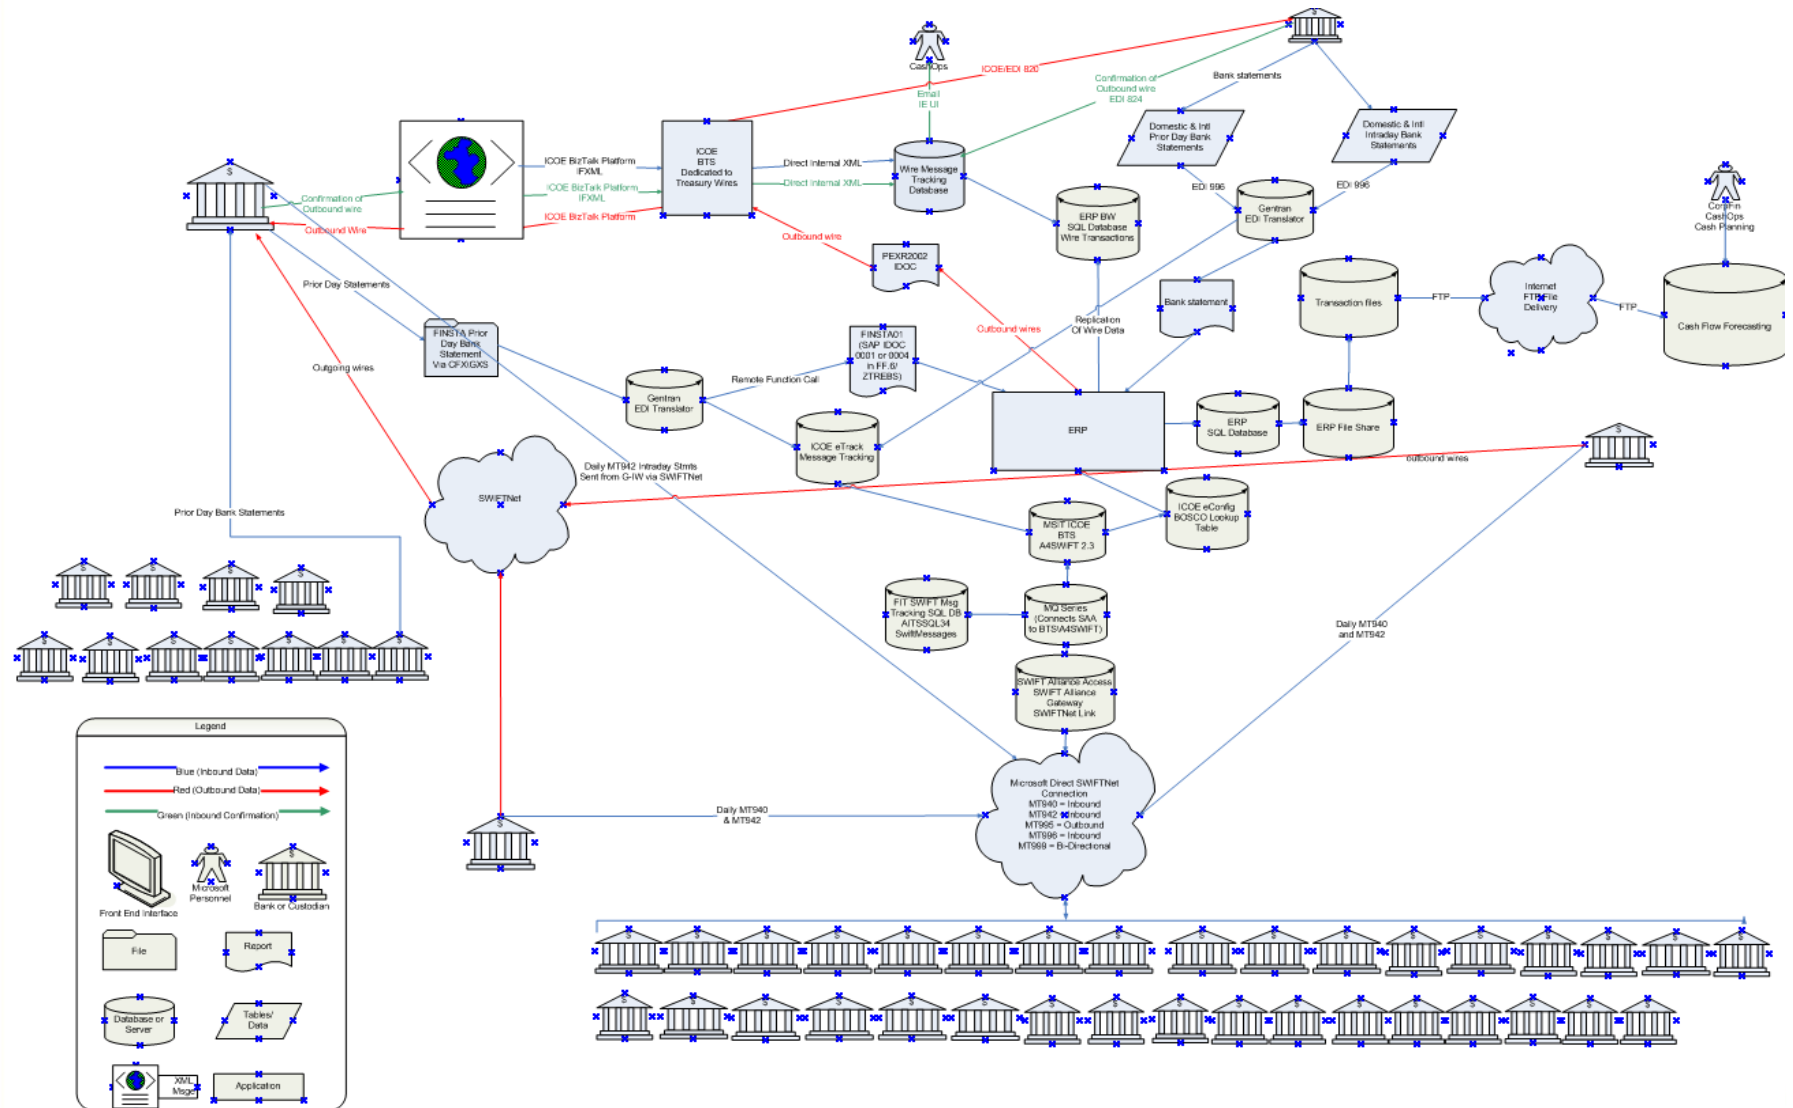 CashOps
ICOE/EDI 820
Bank statements
Confirmation of
Outbound wire
EDI 824
Email
IE UI
Domestic & Intl
Prior Day Bank
Statements
Domestic & Intl
Intraday Bank
Statements
ICOE
BTS
Dedicated to
Treasury Wires
ICOE BizTalk Platform
IFXML
ICOE BizTalk Platform
IFXML
ICOE BizTalk Platform
Direct Internal XML
Direct Internal XML
Wire Message
Tracking
Database
EDI 996
EDI 996
Gentran
EDI Translator
ERP BW
SQL Database
Wire Transactions
CashOps
Cash Planning
$
Confirmation of
Outbound wire
Outbound Wire
Outbound wire
PEXR2002
IDOC
Prior Day Statements
Bank statement
Transaction files
FTP
Internet
FTP File
Delivery
FTP
Cash Flow Forecasting
Replication
Of Wire Data
Outbound wires
FINSTA Prior
Day Bank
Statement
Via CFX\GXS
FINSTA01
(SAP IDOC
0001 or 0004
in FF.6/
ZTREBS)
Outgoing wires
Remote Function Call
Gentran
EDI Translator
ICOE eTrack
Message Tracking
ERP
ERP
SQL Database
ERP File Share
outbound wires
Daily MT942 Intraday Stmts
Sent from G-IW via SWIFTNet
SWIFTNet
Prior Day Bank Statements
MSIT ICOE
BTS
A4SWIFT 2.3
ICOE eConfig
BOSCO Lookup
Table
FIT SWIFT Msg
Tracking SQL DB
AITSSQL34
SwiftMessages
MQ Series
(Connects SAA
to BTS\A4SWIFT)
Daily MT940
and MT942
SWIFT Alliance Access
SWIFT Alliance
Gateway
SWIFTNet Link
Microsoft Direct SWIFTNet
Connection
MT940 = Inbound
MT942 = Inbound
MT995 = Outbound
MT996 = Inbound
MT999 = Bi-Directional
Daily MT940
& MT942
Legend
Blue (Inbound Data)
Red (Outbound Data)
Green (Inbound Confirmation)
Front End Interface
Microsoft
Personnel
Bank or Custodian
File
Report
Database or
Server
Tables/
Data
XML
Msge
Application